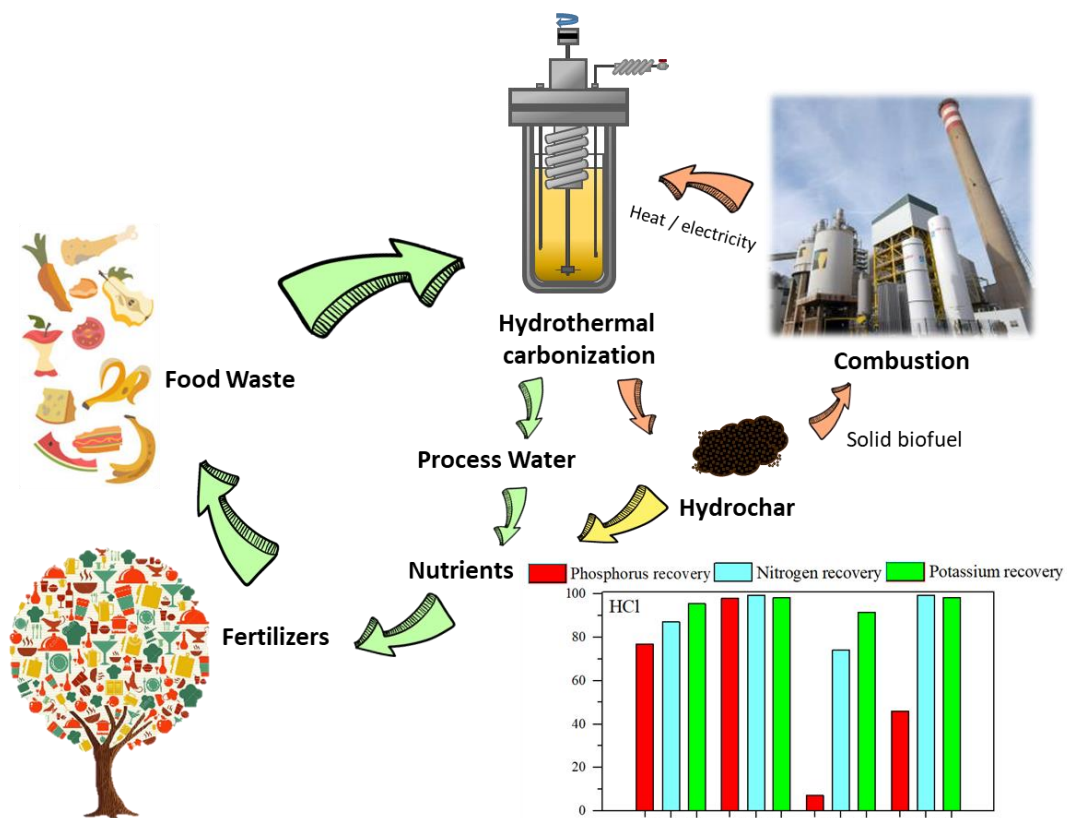 Heat / electricity
Hydrothermal
carbonization
Combustion
Food Waste
Solid biofuel
Process Water
Hydrochar
Nutrients
Fertilizers
Phosphorus recovery Nitrogen recovery Potassium recovery
HCl
100
80
60
40
20
0